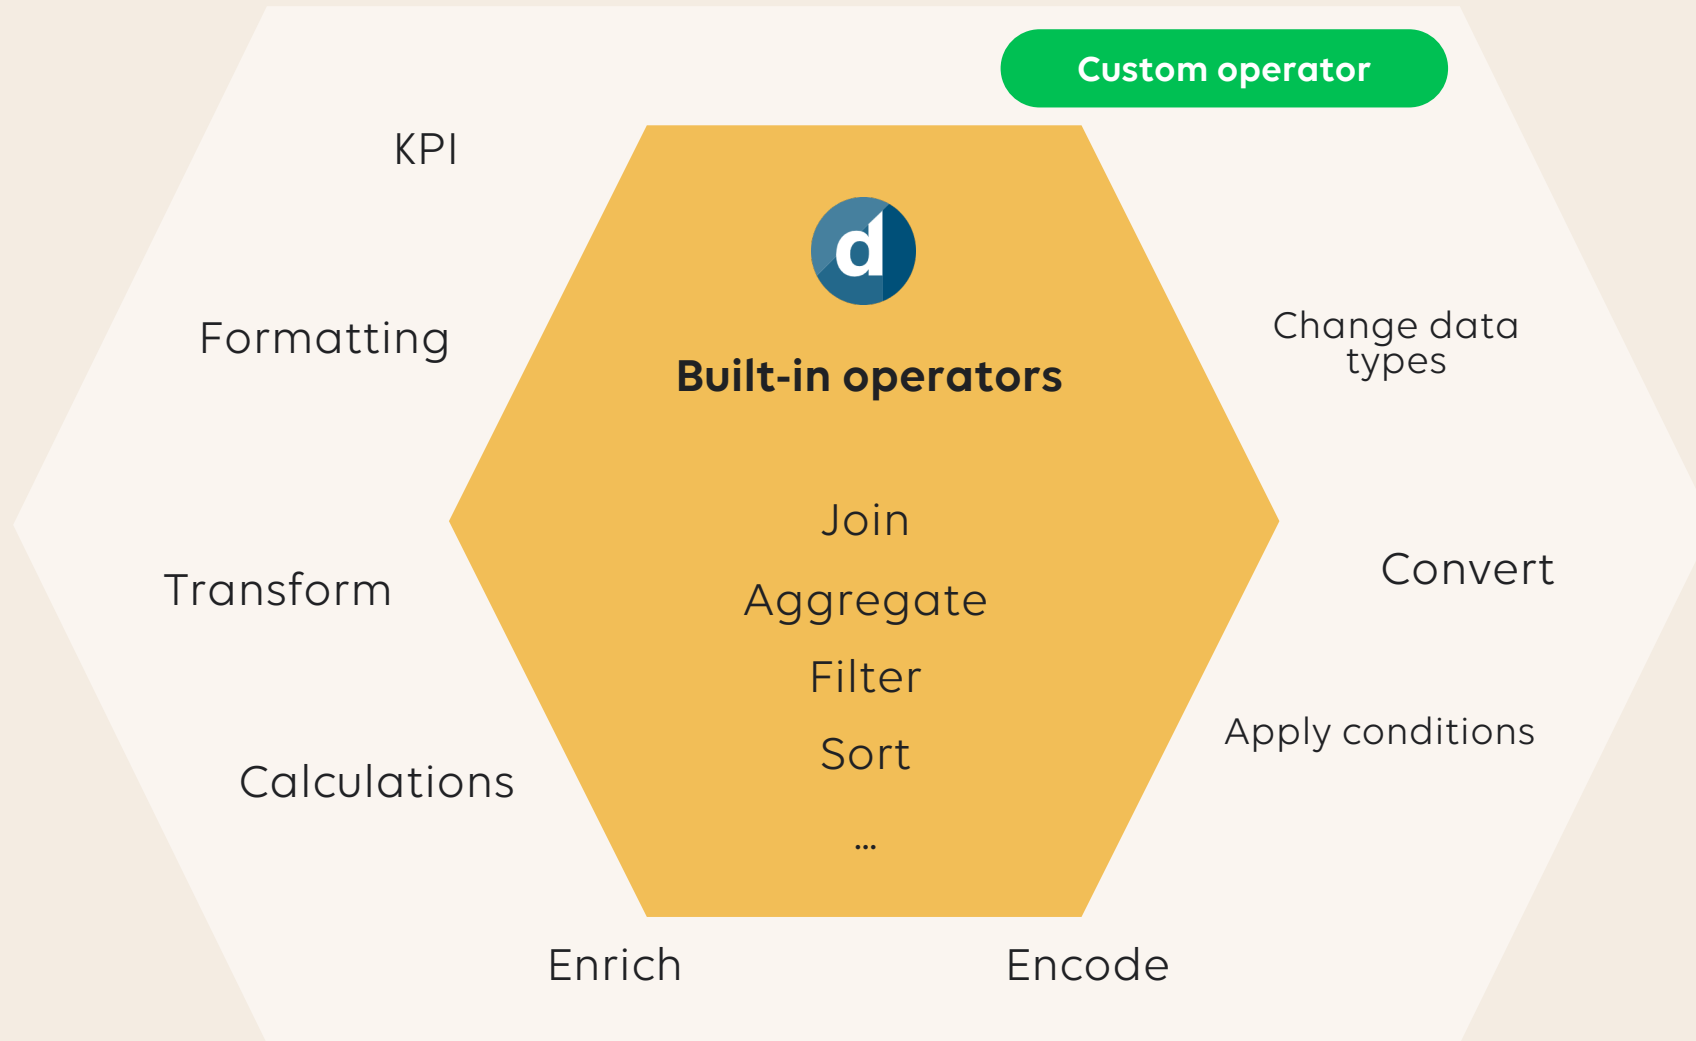 Custom operator
KPI
d
Built-in operators
Formatting
Change data
types
Join
Aggregate
Filter
Sort
...
Transform
Convert
Calculations
Apply conditions
Enrich
Encode